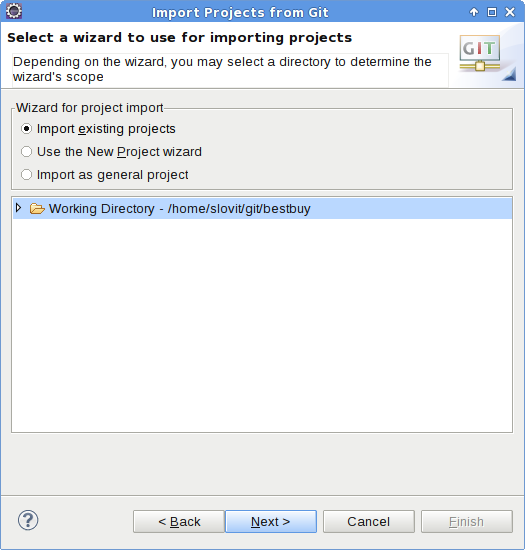 Import Projects from Git
Select a wizard to use for importing projects
Depending on the wizard, you may select a directory to determine the
wizard's scope
GIT
Wizard for project import
Import existing projects
Use the New Project wizard
Import as general project
Working Directory - /home/slovit/git/bestbuy
?
< Back
Next >
Cancel
Finish